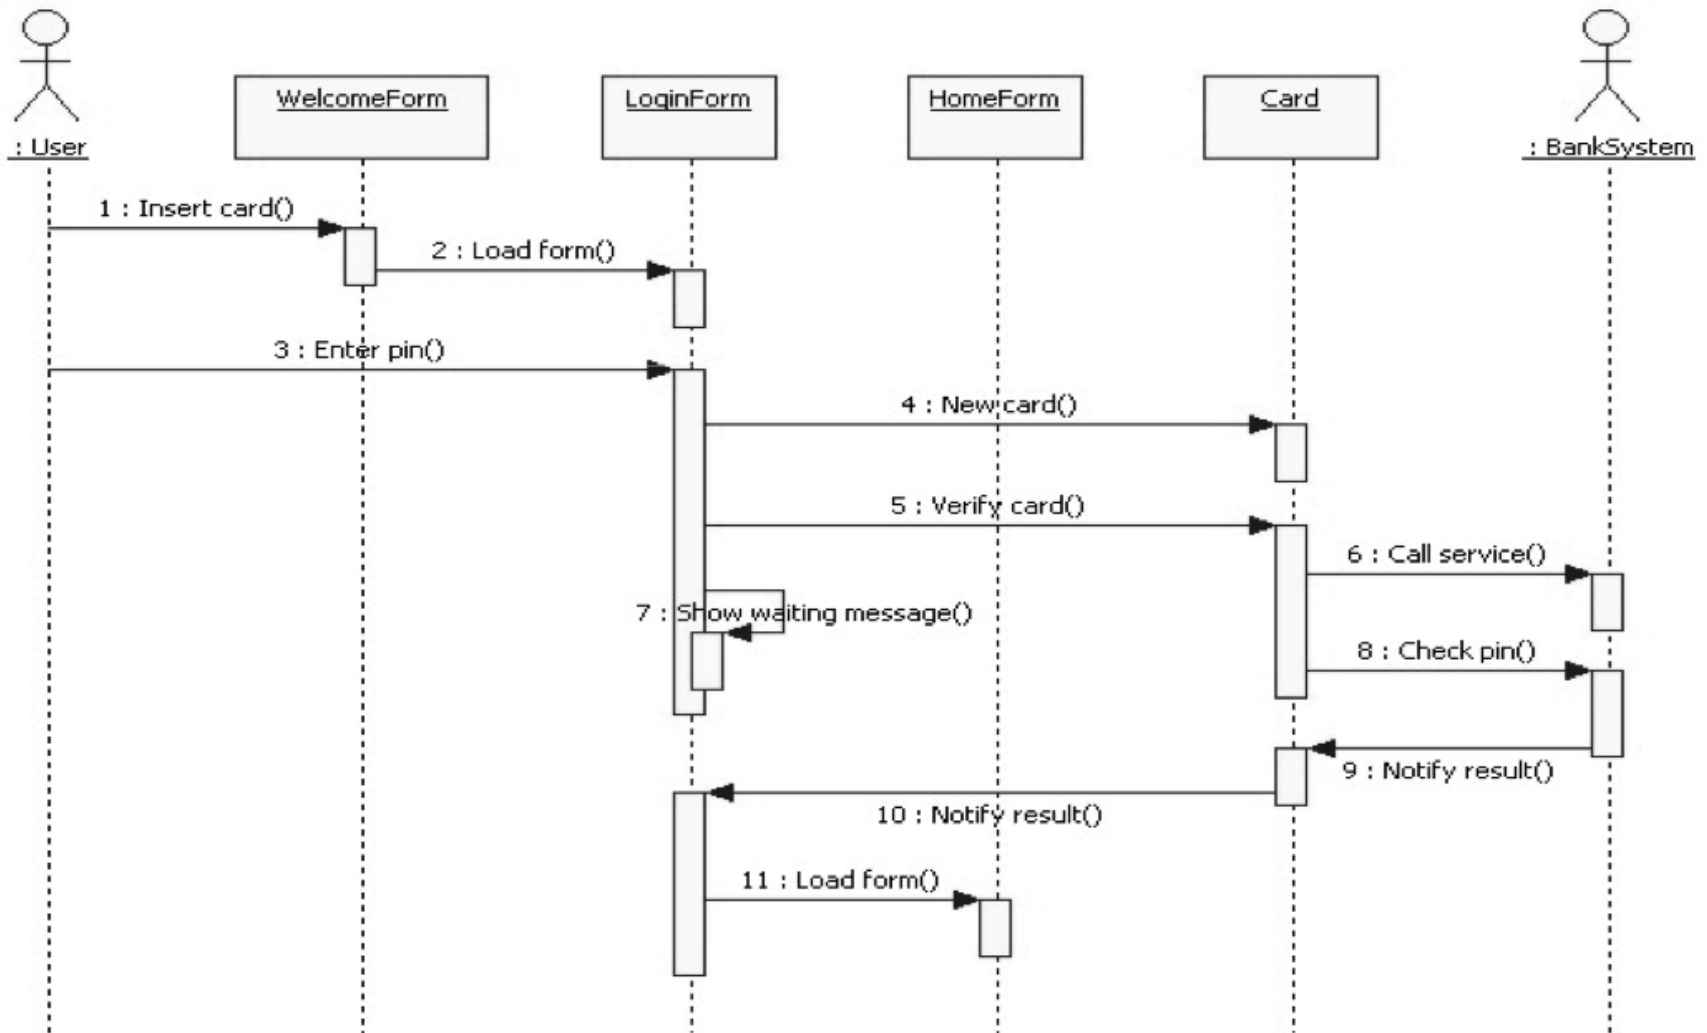 WelcomeForm
LoginForm
HomeForm
Card
: User
: BankSystem
1 : Insert card()
2 : Load form()
3 : Enter pin()
4 : New card()
5 : Verify card()
6 : Call service()
7 : Show waiting message()
8 : Check pin()
9 : Notify result()
10 : Notify result()
11 : Load form()